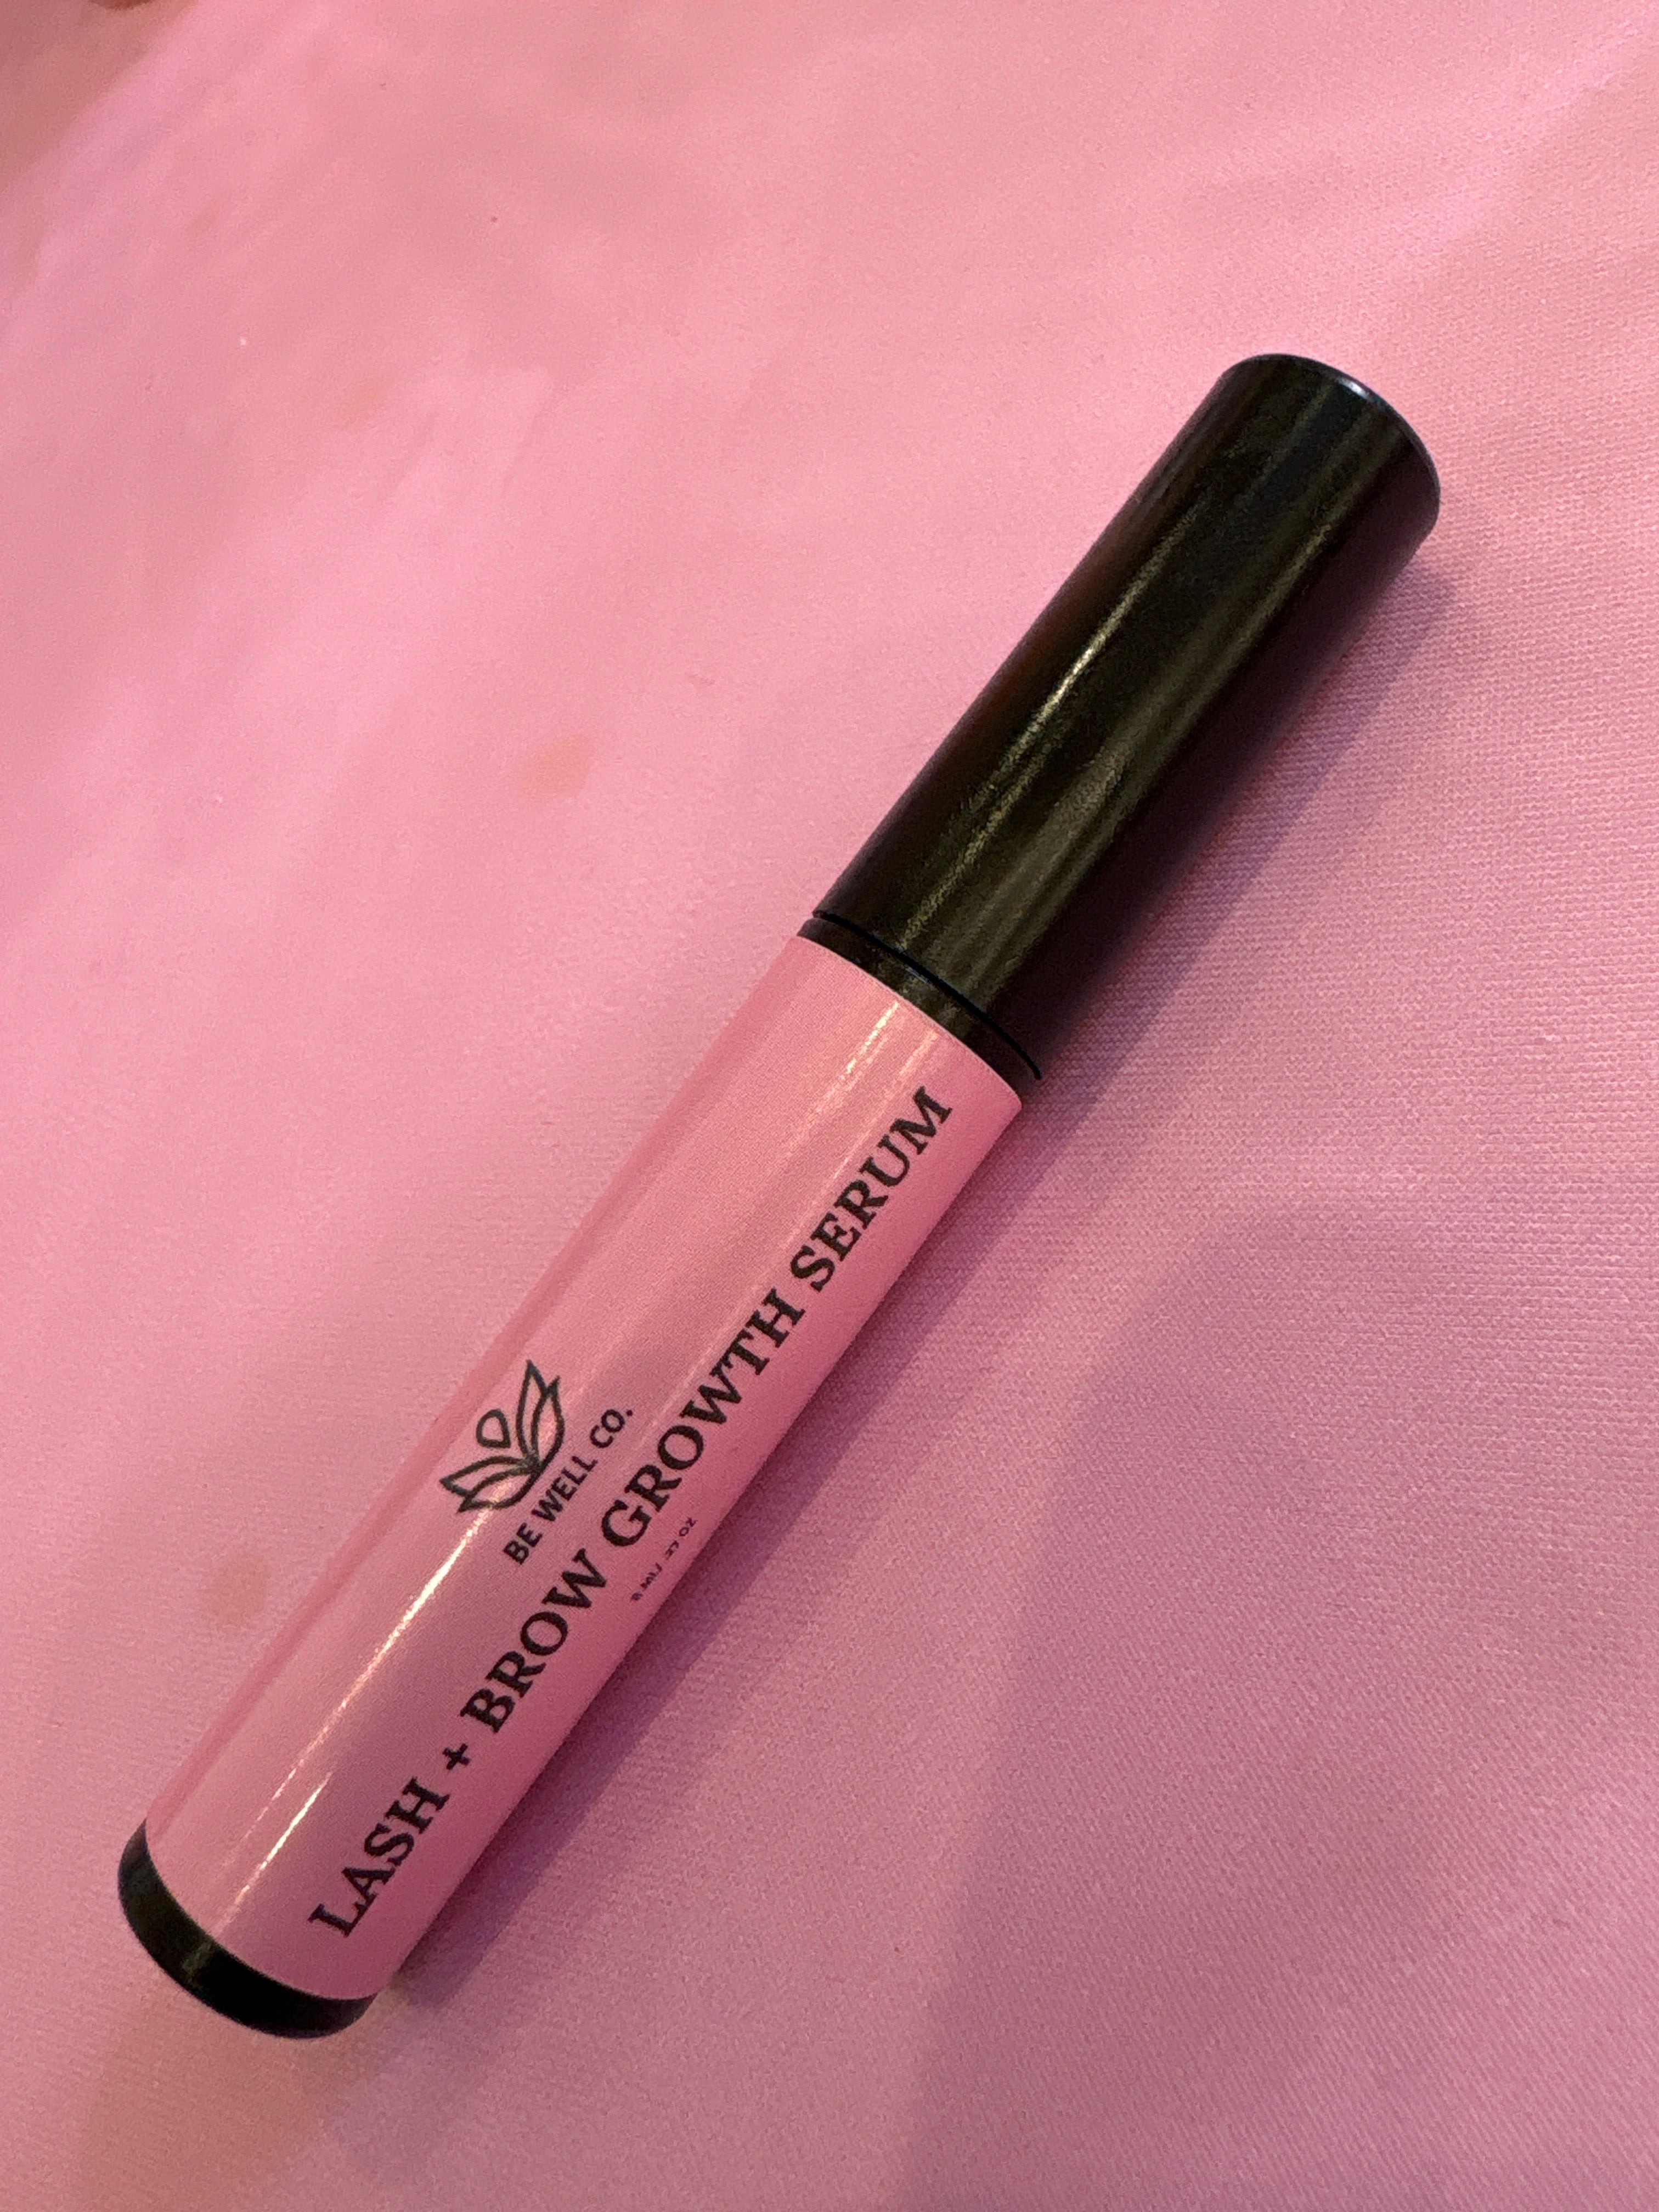 BE WELL CO.
LASH + BROW GROWTH SERUM